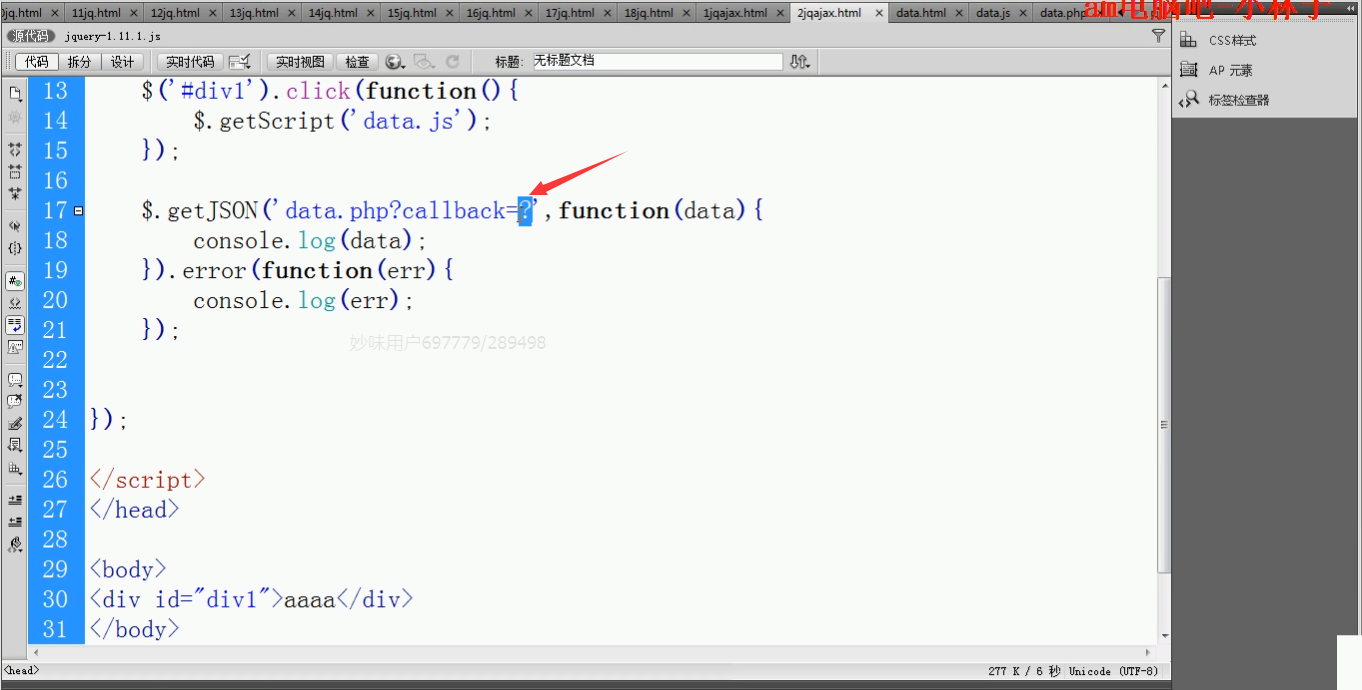 jq.html × 11jq.html × 12jq.html × 13jq.html × 14jq.html × 15jq.html × 16jq.html × 17jq.html × 18jq.html × 1jqajax.html × 2jqajax.html × data.html × data.js × data.php
am电脑吧-小林子
源代码 jquery-1.11.1.js
代码 拆分 设计 实时代码 实时视图 检查 标题: 无标题文档
CSS样式
AP 元素
标签检查器
13 $('#div1').click(function(){
14 $.getScript('data.js');
15 });
16
17 $.getJSON('data.php?callback=?',function(data){
18 console.log(data);
19 }).error(function(err){
20 console.log(err);
21 });
妙味用户697779/289498
22
23
24 });
25
26 </script>
27 </head>
28
29 <body>
30 <div id="div1">aaaa</div>
31 </body>
<head>
277 K / 6 秒 Unicode (UTF-8)